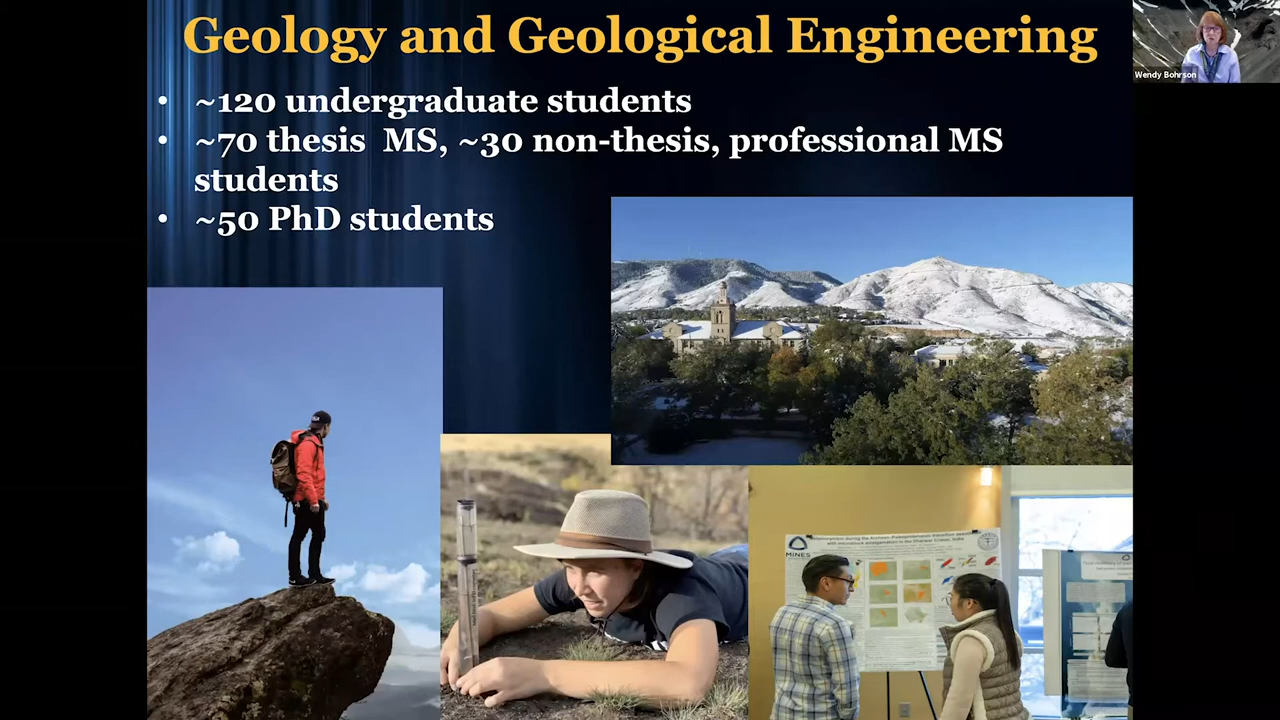 Geology and Geological Engineering
Wendy Bohrson
• ~120 undergraduate students
• ~70 thesis MS, ~30 non-thesis, professional MS
students
• ~50 PhD students
MINES